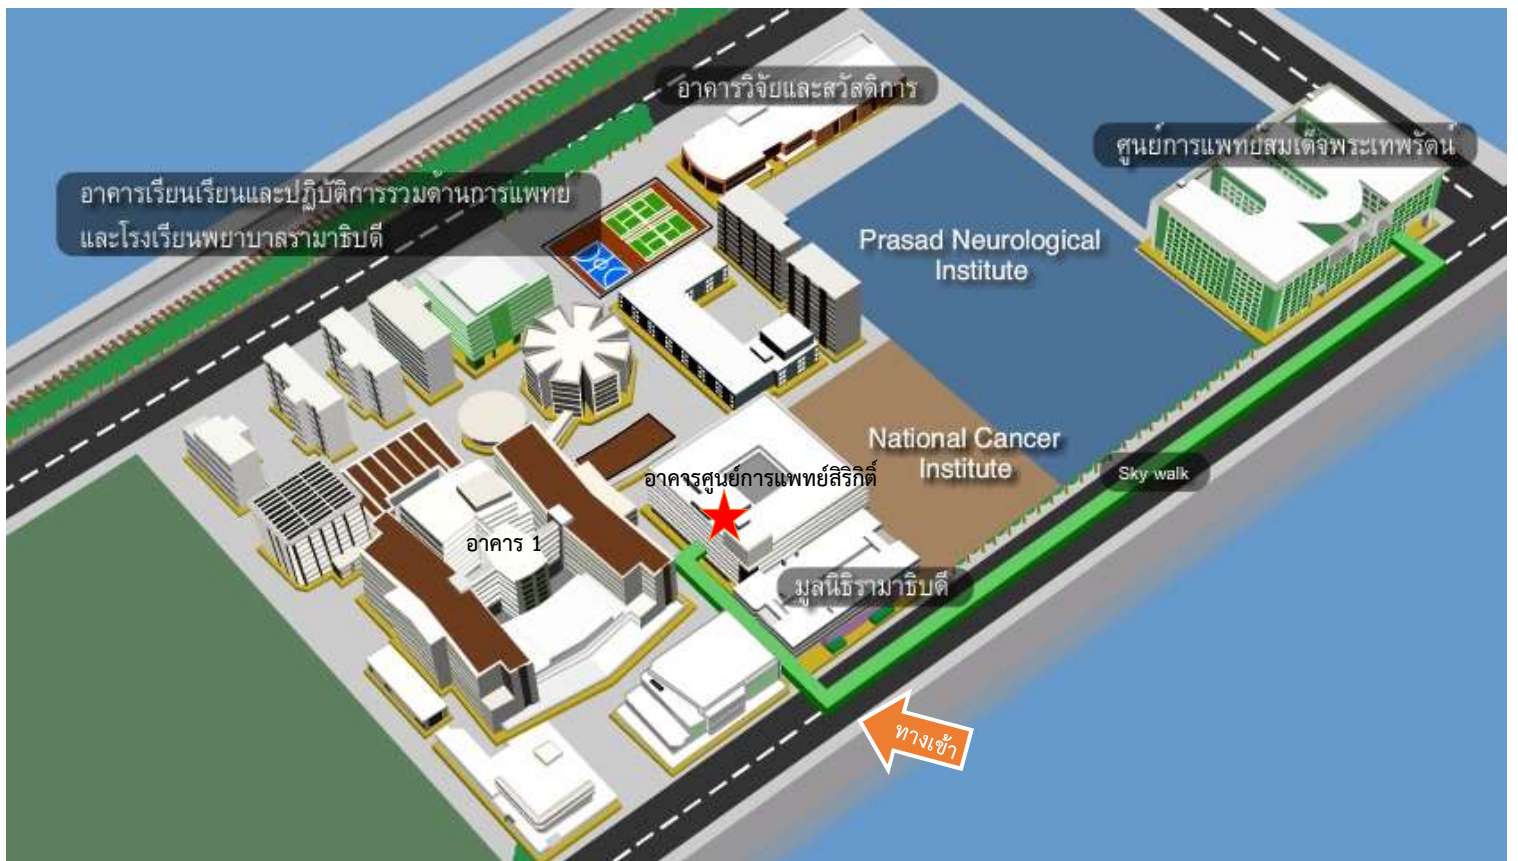 อาคารวิจัยและสวัสดิการ
ศูนย์การแพทย์สมเด็จพระเทพรัตน์
อาคารเรียนเรียนและปฏิบัติการรวมด้านการแพทย์
และโรงเรียนพยาบาลรามาธิบดี
Prasad Neurological
Institute
National Cancer
Institute
Sky walk
อาคารศูนย์การแพทย์สิริกิติ์
อาคาร 1
มูลนิธิรามาธิบดี
ทางเข้า